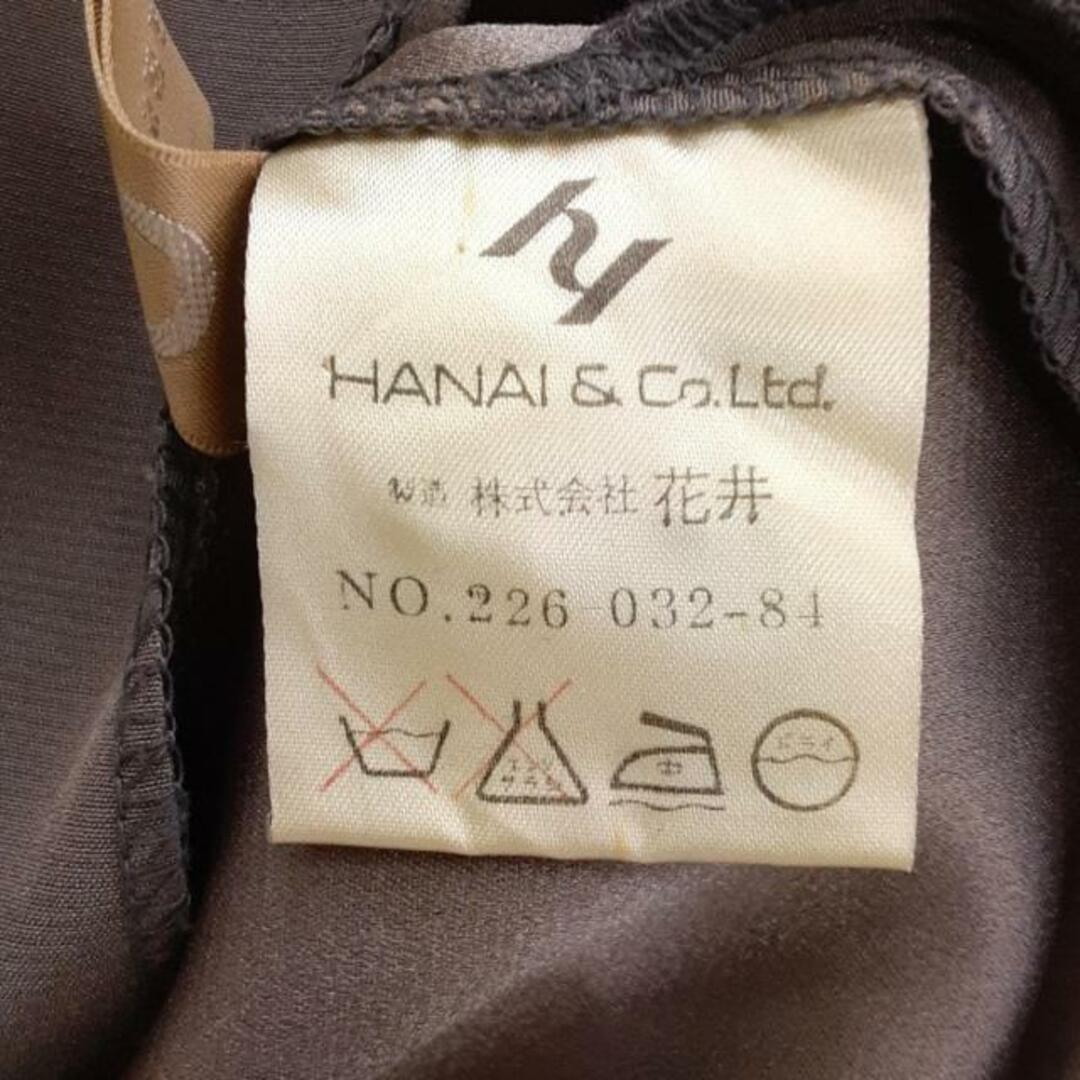 hy
HANAI & Co.Ltd.
製造 株式会社 花井
NO.226-032-84
エンソ サラシ 中 ドライ